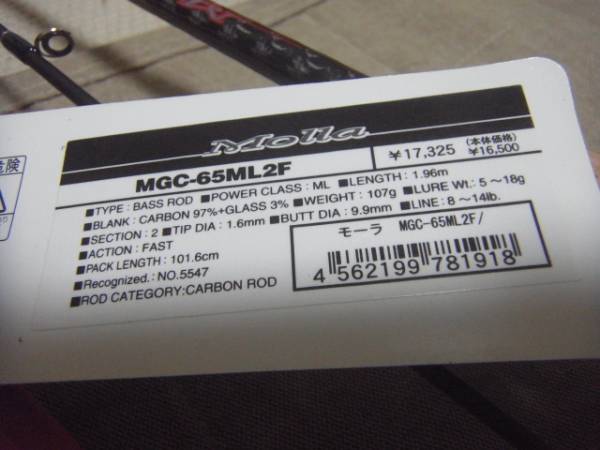 Molla
MGC-65ML2F
¥17,325 (本体価格) ¥16,500
■TYPE : BASS ROD ■POWER CLASS : ML ■LENGTH : 1.96m
■BLANK: CARBON 97%+GLASS 3% ■WEIGHT : 107g ■LURE Wt.: 5～18g
■SECTION : 2 ■TIP DIA : 1.6mm ■BUTT DIA : 9.9mm ■LINE: 8～14lb.
■ACTION: FAST
■PACK LENGTH : 101.6cm
■Recognized.: NO.5547
■ROD CATEGORY:CARBON ROD
モーラ MGC-65ML2F/
4 562199 781918
危険